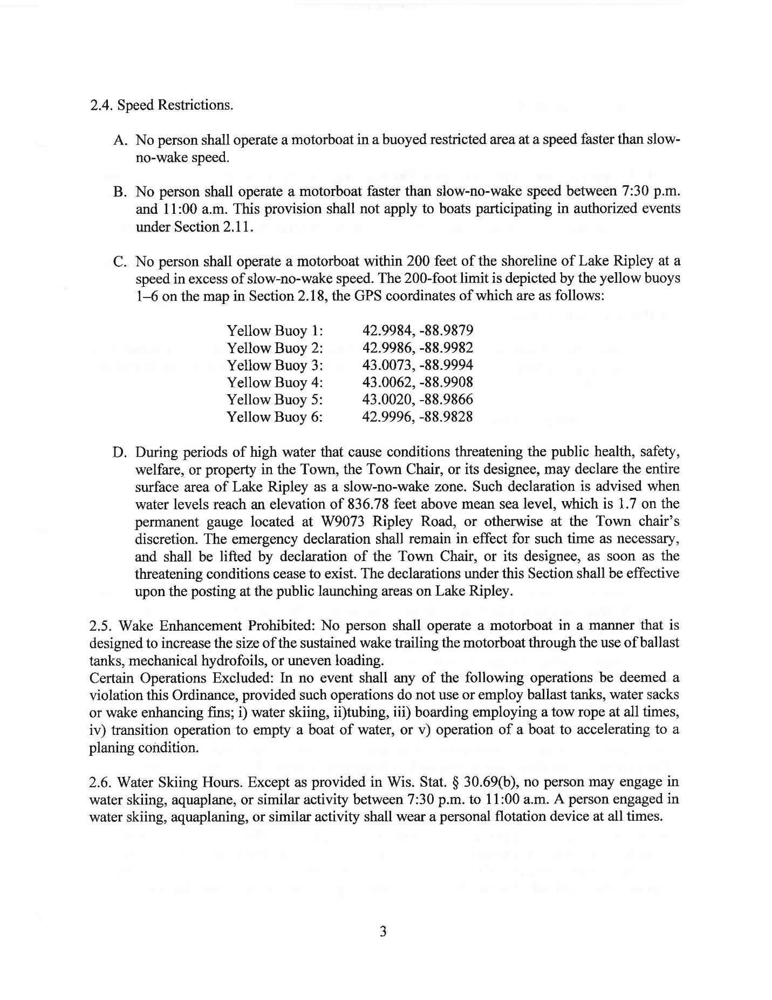 2.4. Speed Restrictions.
A. No person shall operate a motorboat in a buoyed restricted area at a speed faster than slow-
no-wake speed.
B. No person shall operate a motorboat faster than slow-no-wake speed between 7:30 p.m.
and 11:00 a.m. This provision shall not apply to boats participating in authorized events
under Section 2.11.
C. No person shall operate a motorboat within 200 feet of the shoreline of Lake Ripley at a
speed in excess of slow-no-wake speed. The 200-foot limit is depicted by the yellow buoys
1–6 on the map in Section 2.18, the GPS coordinates of which are as follows:
Yellow Buoy 1: 42.9984, -88.9879
Yellow Buoy 2: 42.9986, -88.9982
Yellow Buoy 3: 43.0073, -88.9994
Yellow Buoy 4: 43.0062, -88.9908
Yellow Buoy 5: 43.0020, -88.9866
Yellow Buoy 6: 42.9996, -88.9828
D. During periods of high water that cause conditions threatening the public health, safety,
welfare, or property in the Town, the Town Chair, or its designee, may declare the entire
surface area of Lake Ripley as a slow-no-wake zone. Such declaration is advised when
water levels reach an elevation of 836.78 feet above mean sea level, which is 1.7 on the
permanent gauge located at W9073 Ripley Road, or otherwise at the Town chair's
discretion. The emergency declaration shall remain in effect for such time as necessary,
and shall be lifted by declaration of the Town Chair, or its designee, as soon as the
threatening conditions cease to exist. The declarations under this Section shall be effective
upon the posting at the public launching areas on Lake Ripley.
2.5. Wake Enhancement Prohibited: No person shall operate a motorboat in a manner that is
designed to increase the size of the sustained wake trailing the motorboat through the use of ballast
tanks, mechanical hydrofoils, or uneven loading.
Certain Operations Excluded: In no event shall any of the following operations be deemed a
violation this Ordinance, provided such operations do not use or employ ballast tanks, water sacks
or wake enhancing fins; i) water skiing, ii)tubing, iii) boarding employing a tow rope at all times,
iv) transition operation to empty a boat of water, or v) operation of a boat to accelerating to a
planing condition.
2.6. Water Skiing Hours. Except as provided in Wis. Stat. § 30.69(b), no person may engage in
water skiing, aquaplane, or similar activity between 7:30 p.m. to 11:00 a.m. A person engaged in
water skiing, aquaplaning, or similar activity shall wear a personal flotation device at all times.
3